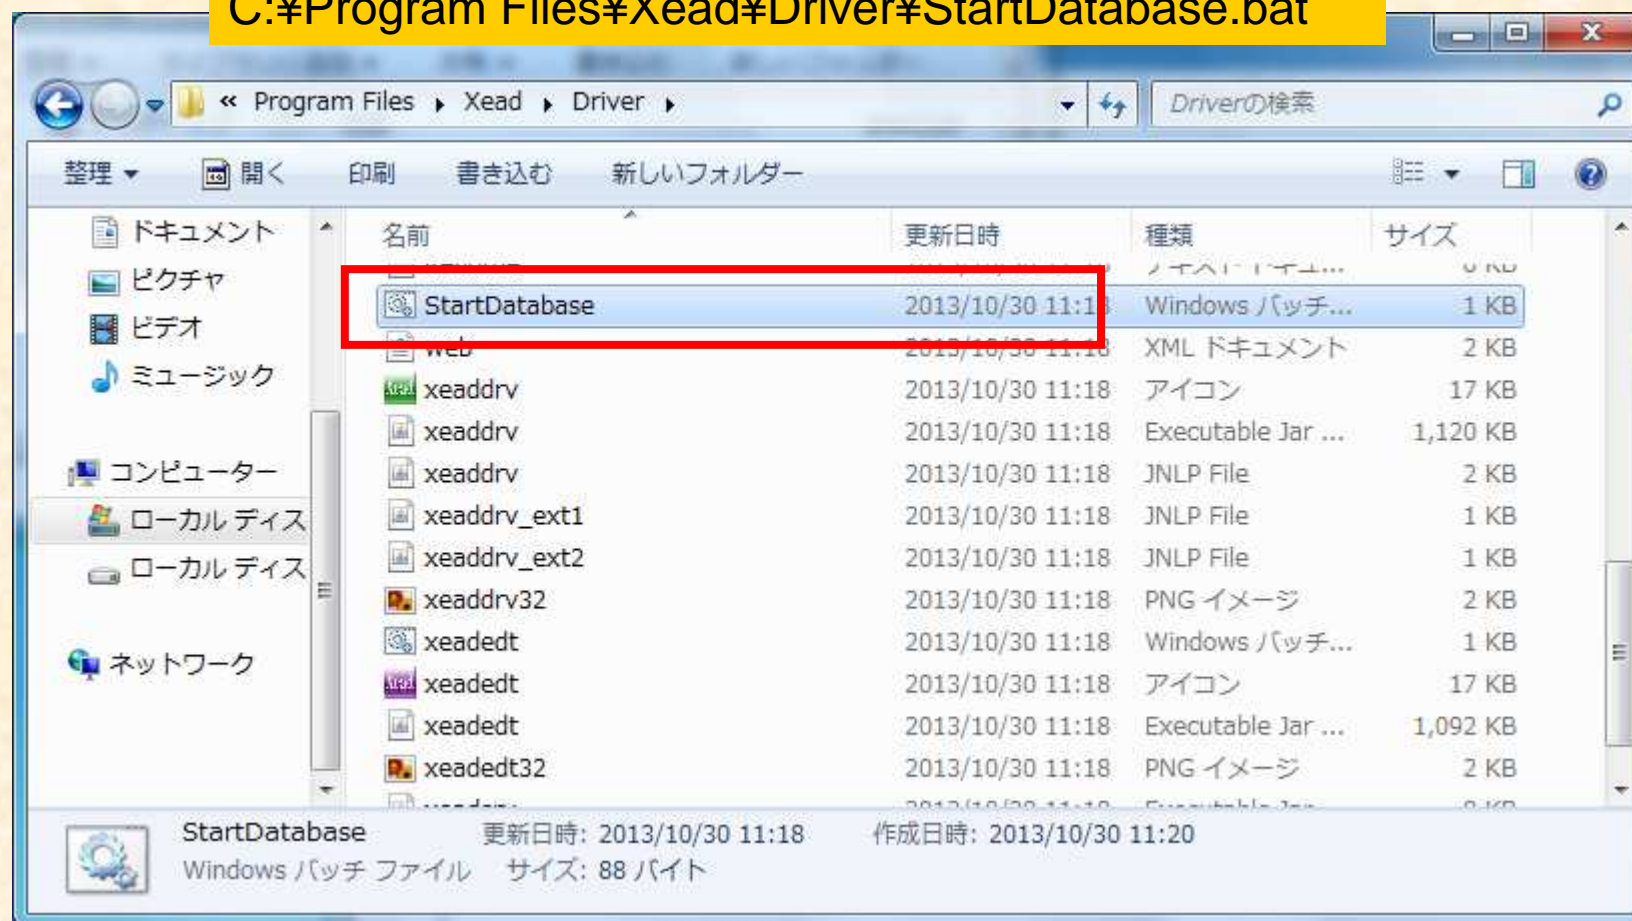 C:¥Program Files¥Xead¥Driver¥StartDatabase.bat
« Program Files Xead Driver Driverの検索
整理 開く 印刷 書き込む 新しいフォルダー
ドキュメント
ピクチャ
ビデオ
ミュージック
コンピューター
ローカル ディス
ローカル ディス
ネットワーク
名前 更新日時 種類 サイズ
StartDatabase 2013/10/30 11:18 Windows バッチ... 1 KB
web 2013/10/30 11:18 XML ドキュメント 2 KB
xeaddrv 2013/10/30 11:18 アイコン 17 KB
xeaddrv 2013/10/30 11:18 Executable Jar ... 1,120 KB
xeaddrv 2013/10/30 11:18 JNLP File 2 KB
xeaddrv_ext1 2013/10/30 11:18 JNLP File 1 KB
xeaddrv_ext2 2013/10/30 11:18 JNLP File 1 KB
xeaddrv32 2013/10/30 11:18 PNG イメージ 2 KB
xeadedt 2013/10/30 11:18 Windows バッチ... 1 KB
xeadedt 2013/10/30 11:18 アイコン 17 KB
xeadedt 2013/10/30 11:18 Executable Jar ... 1,092 KB
xeadedt32 2013/10/30 11:18 PNG イメージ 2 KB
StartDatabase 更新日時: 2013/10/30 11:18 作成日時: 2013/10/30 11:20
Windows バッチ ファイル サイズ: 88 バイト